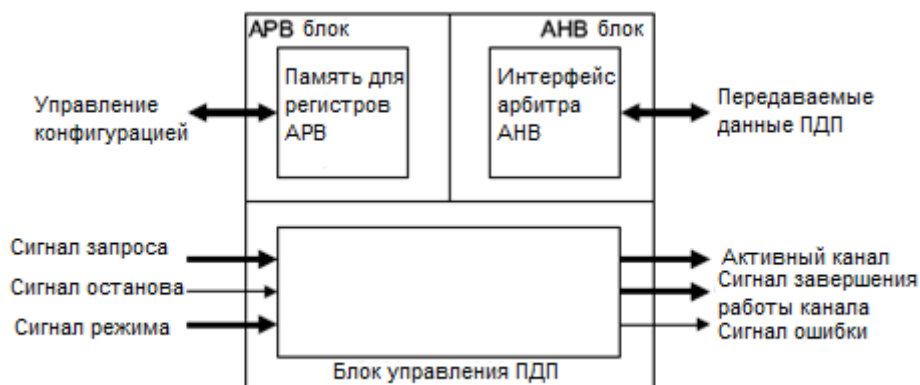 APB блок
AHB блок
Память для
регистров
APB
Интерфейс
арбитра
AHB
Управление
конфигурацией
Передаваемые
данные ПДП
Сигнал запроса
Сигнал останова
Сигнал режима
Активный канал
Сигнал завершения
работы канала
Сигнал ошибки
Блок управления ПДП